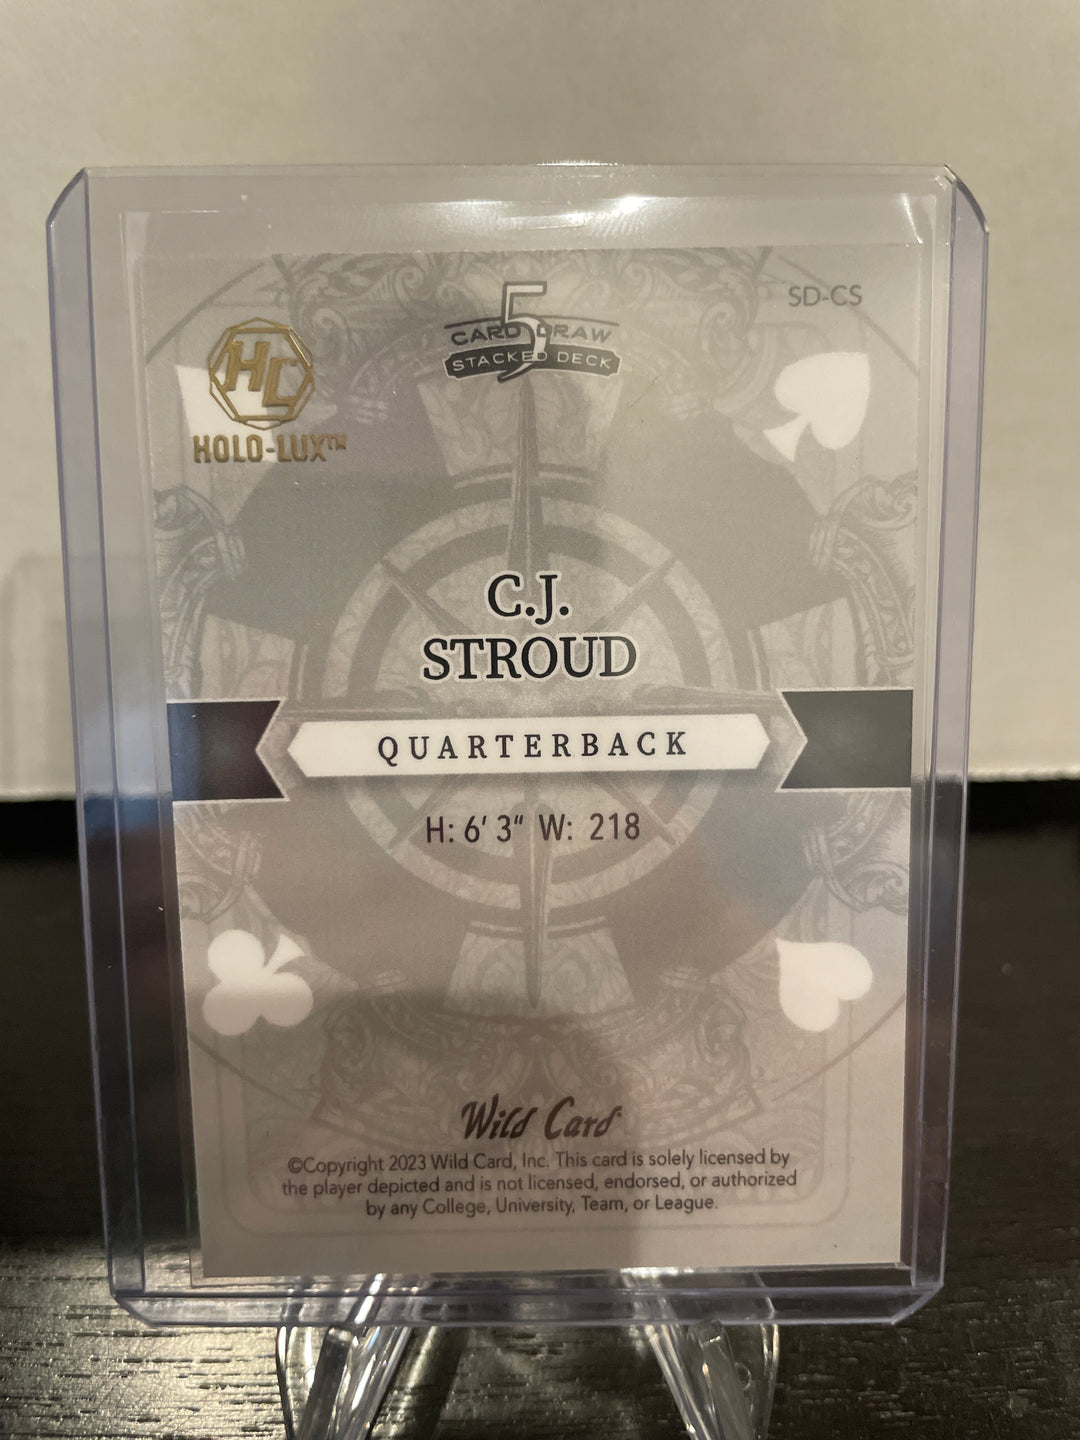 SD-CS
5
CARD DRAW
STACKED DECK
HC
HOLO-LUX™
C.J.
STROUD
QUARTERBACK
H: 6' 3" W: 218
Wild Card
©Copyright 2023 Wild Card, Inc. This card is solely licensed by
the player depicted and is not licensed, endorsed, or authorized
by any College, University, Team, or League.